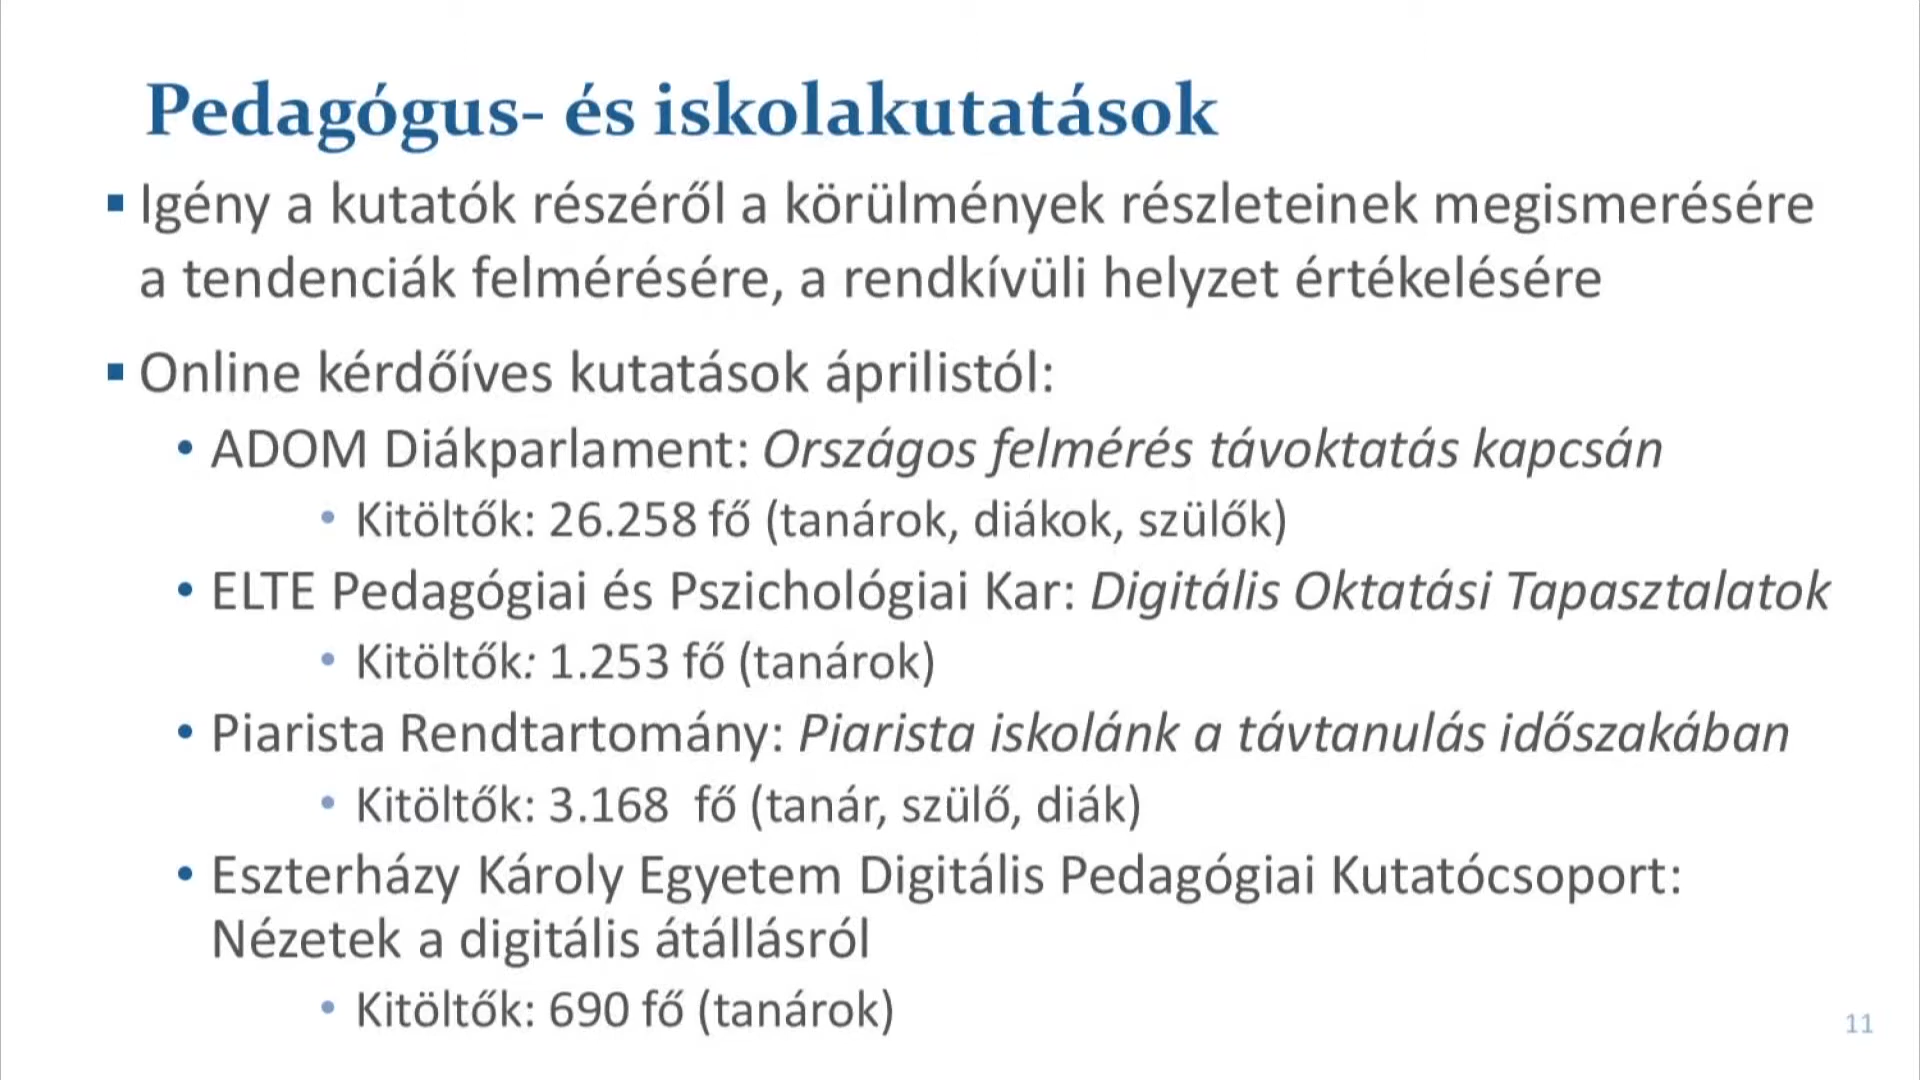 Pedagógus- és iskolakutatások
▪ Igény a kutatók részéről a körülmények részleteinek megismerésére
a tendenciák felmérésére, a rendkívüli helyzet értékelésére
▪ Online kérdőíves kutatások áprilistól:
• ADOM Diákparlament: Országos felmérés távoktatás kapcsán
• Kitöltők: 26.258 fő (tanárok, diákok, szülők)
• ELTE Pedagógiai és Pszichológiai Kar: Digitális Oktatási Tapasztalatok
• Kitöltők: 1.253 fő (tanárok)
• Piarista Rendtartomány: Piarista iskolánk a távtanulás időszakában
• Kitöltők: 3.168 fő (tanár, szülő, diák)
• Eszterházy Károly Egyetem Digitális Pedagógiai Kutatócsoport:
Nézetek a digitális átállásról
• Kitöltők: 690 fő (tanárok)
11